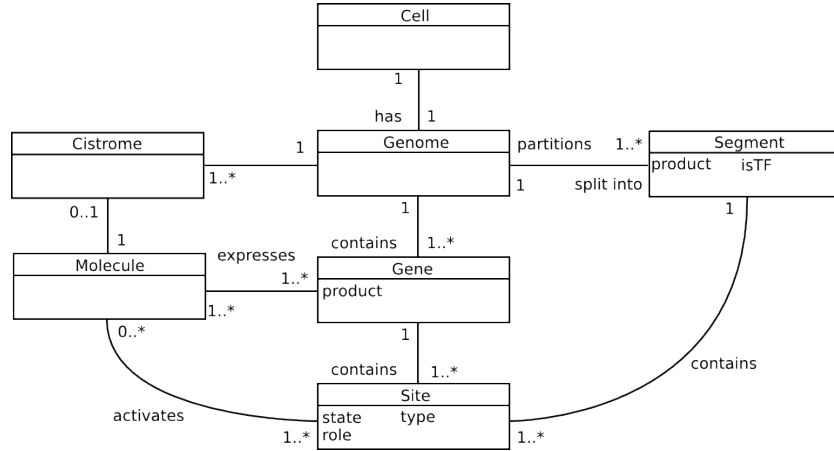 Cell
1
has 1
Cistrome
1
Genome
partitions 1..*
Segment
product isTF
1..*
1
split into
0..1
1
1
1
contains 1..*
Molecule
expresses
1..*
Gene
product
1..*
0..*
1
contains 1..*
contains
Site
state type
role
activates
1..*
1..*